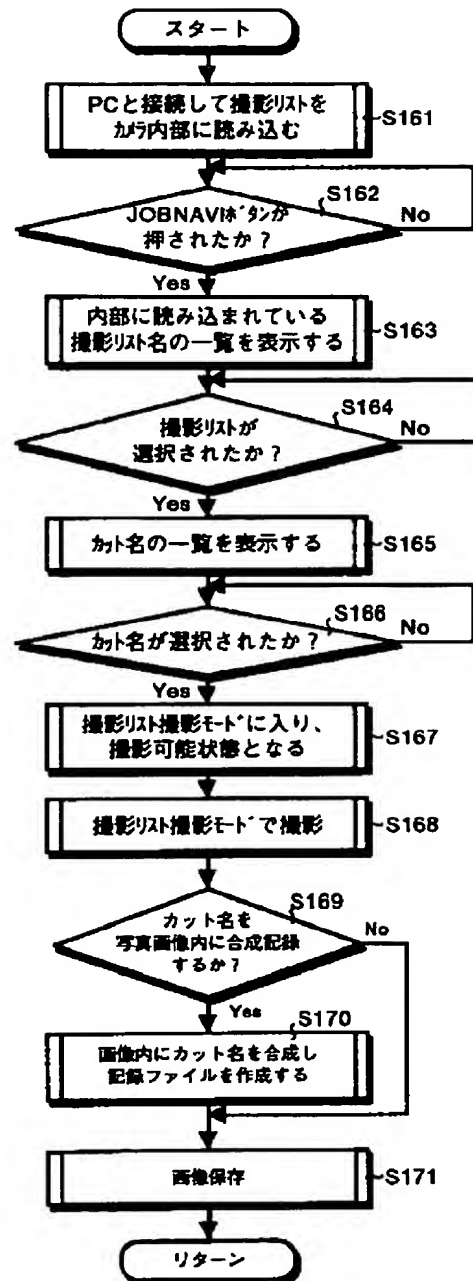 スタート
PCと接続して撮影リストを
ｶﾒﾗ内部に読み込む
S161
S162
JOBNAVIﾎﾞﾀﾝが
押されたか？
No
Yes
内部に読み込まれている
撮影ﾘｽﾄ名の一覧を表示する
S163
S164
撮影ﾘｽﾄが
選択されたか？
No
Yes
ｶｯﾄ名の一覧を表示する
S165
S166
ｶｯﾄ名が選択されたか？
No
Yes
撮影ﾘｽﾄ撮影ﾓｰﾄﾞに入り、
撮影可能状態となる
S167
撮影ﾘｽﾄ撮影ﾓｰﾄﾞで撮影
S168
S169
カット名を
写真画像内に合成記録
するか？
No
Yes
S170
画像内にカット名を合成し
記録ファイルを作成する
画像保存
S171
リターン